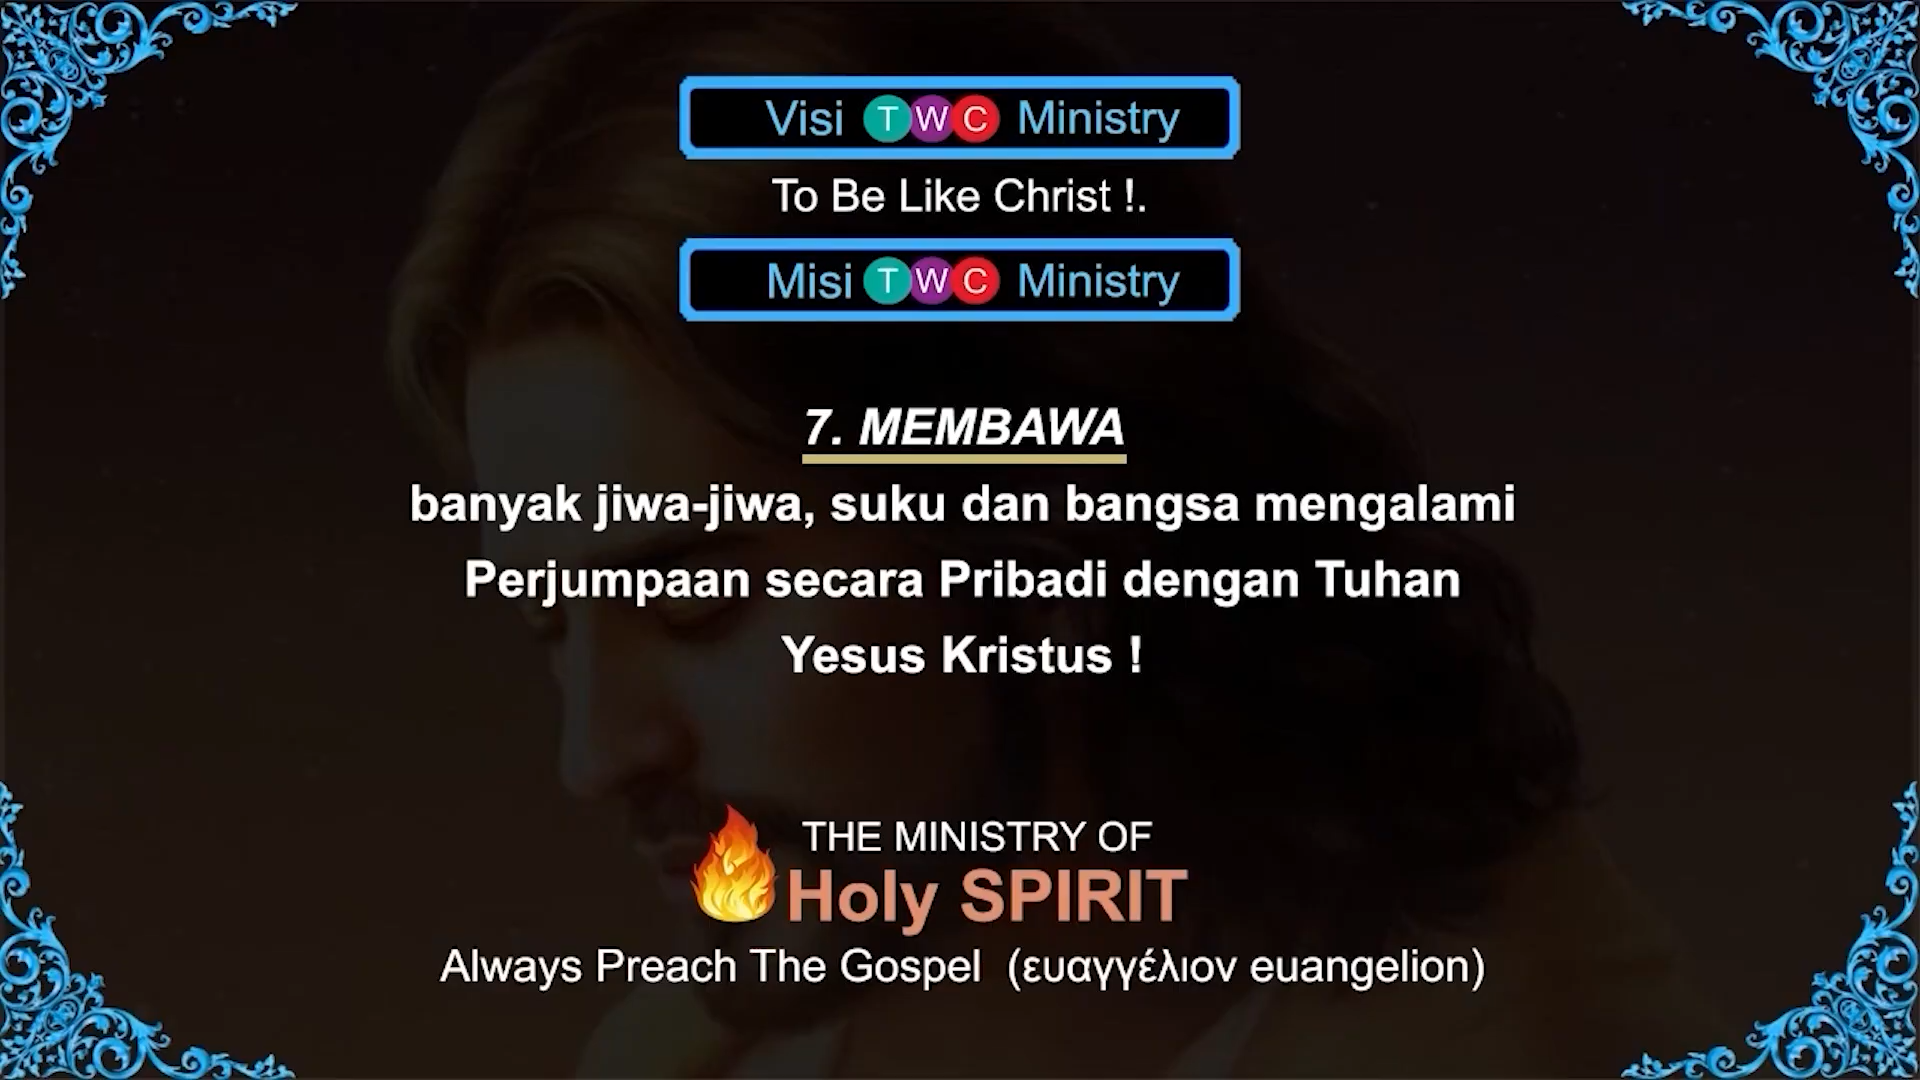 Visi TWC Ministry
To Be Like Christ !.
Misi TWC Ministry
7. MEMBAWA
banyak jiwa-jiwa, suku dan bangsa mengalami
Perjumpaan secara Pribadi dengan Tuhan
Yesus Kristus !
THE MINISTRY OF
Holy SPIRIT
Always Preach The Gospel (ευαγγέλιον euangelion)